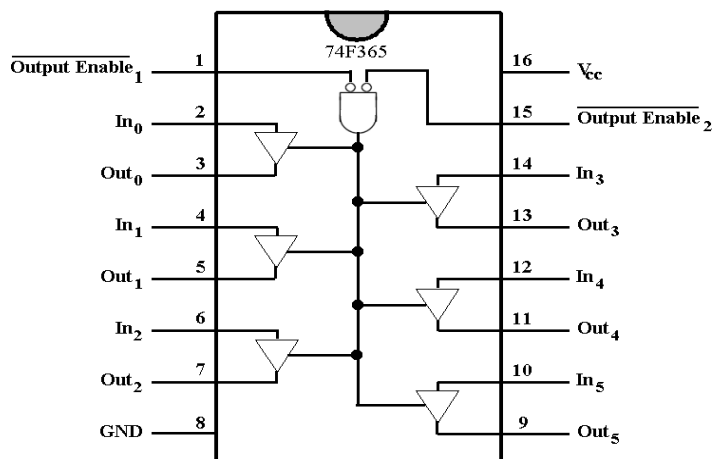 74F365
Output Enable1 1 16 Vcc
In0 2 15 Output Enable2
Out0 3 14 In3
In1 4 13 Out3
Out1 5 12 In4
In2 6 11 Out4
Out2 7 10 In5
GND 8 9 Out5